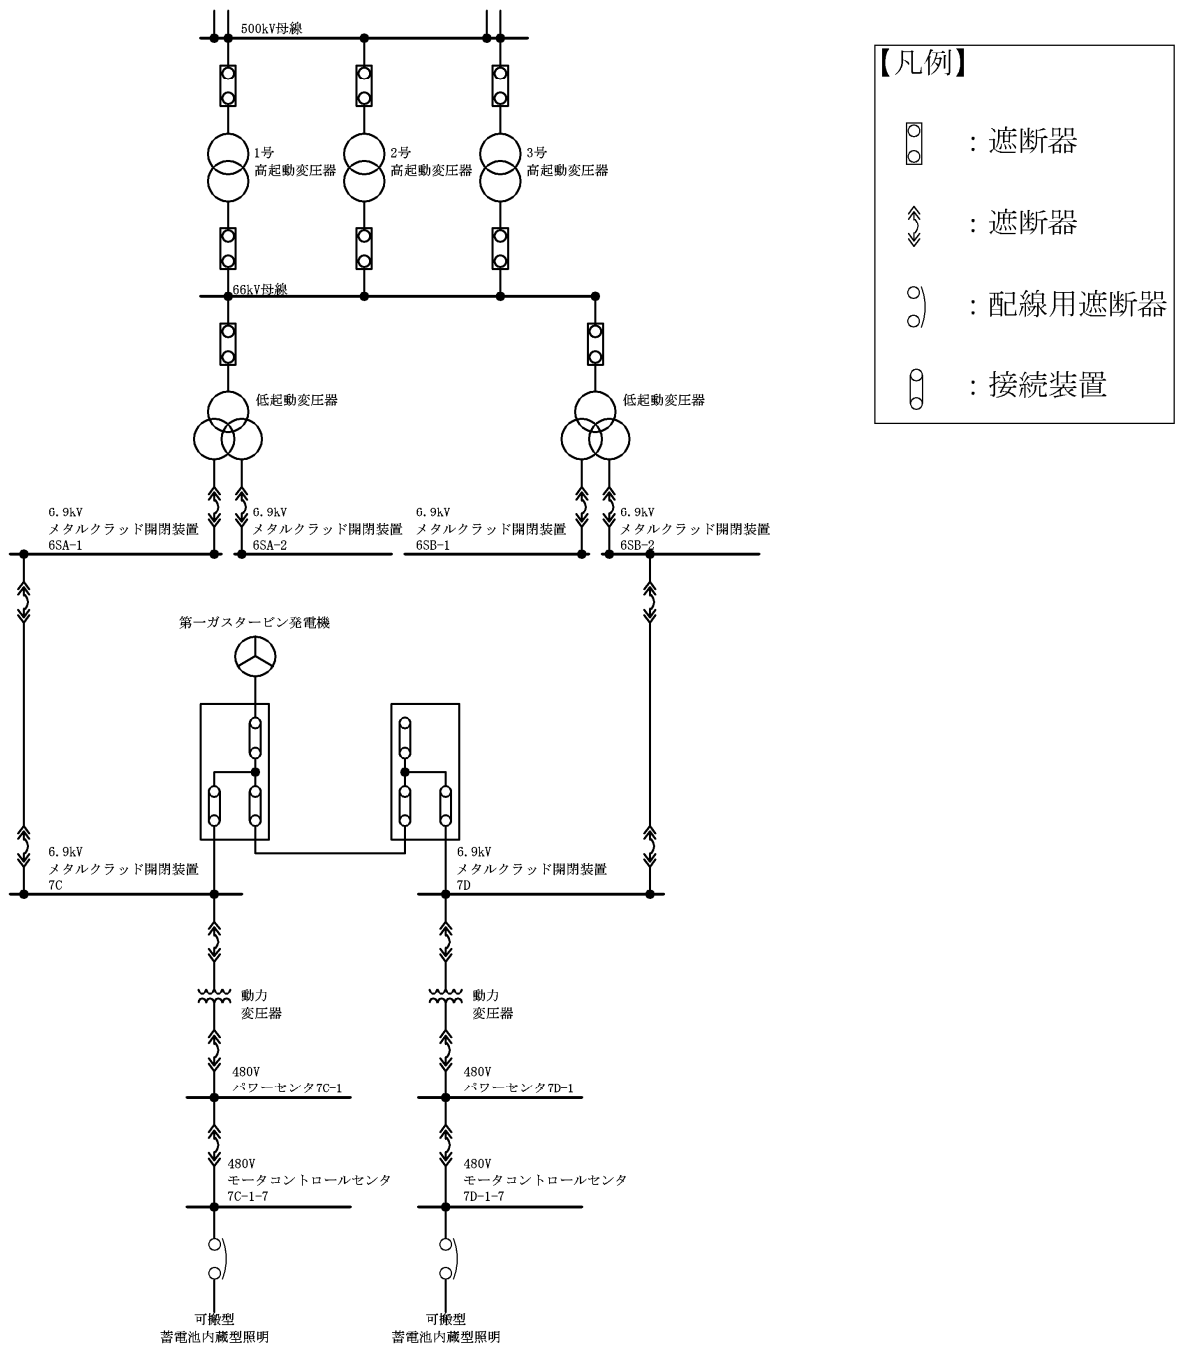 500kV母線
1号
高起動変圧器
2号
高起動変圧器
3号
高起動変圧器
66kV母線
低起動変圧器
低起動変圧器
6.9kV
メタルクラッド開閉装置
6SA-1
6.9kV
メタルクラッド開閉装置
6SA-2
6.9kV
メタルクラッド開閉装置
6SB-1
6.9kV
メタルクラッド開閉装置
6SB-2
第一ガスタービン発電機
6.9kV
メタルクラッド開閉装置
7C
6.9kV
メタルクラッド開閉装置
7D
動力
変圧器
動力
変圧器
480V
パワーセンタ7C-1
480V
パワーセンタ7D-1
480V
モータコントロールセンタ
7C-1-7
480V
モータコントロールセンタ
7D-1-7
可搬型
蓄電池内蔵型照明
可搬型
蓄電池内蔵型照明
【凡例】
：遮断器
：遮断器
：配線用遮断器
：接続装置